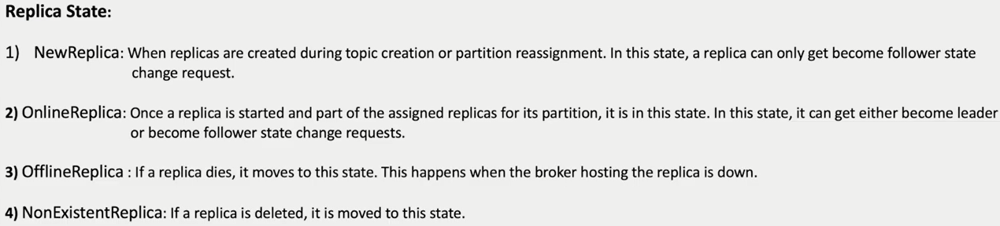 Replica State:
1) NewReplica: When replicas are created during topic creation or partition reassignment. In this state, a replica can only get become follower state
change request.
2) OnlineReplica: Once a replica is started and part of the assigned replicas for its partition, it is in this state. In this state, it can get either become leader
or become follower state change requests.
3) OfflineReplica : If a replica dies, it moves to this state. This happens when the broker hosting the replica is down.
4) NonExistentReplica: If a replica is deleted, it is moved to this state.